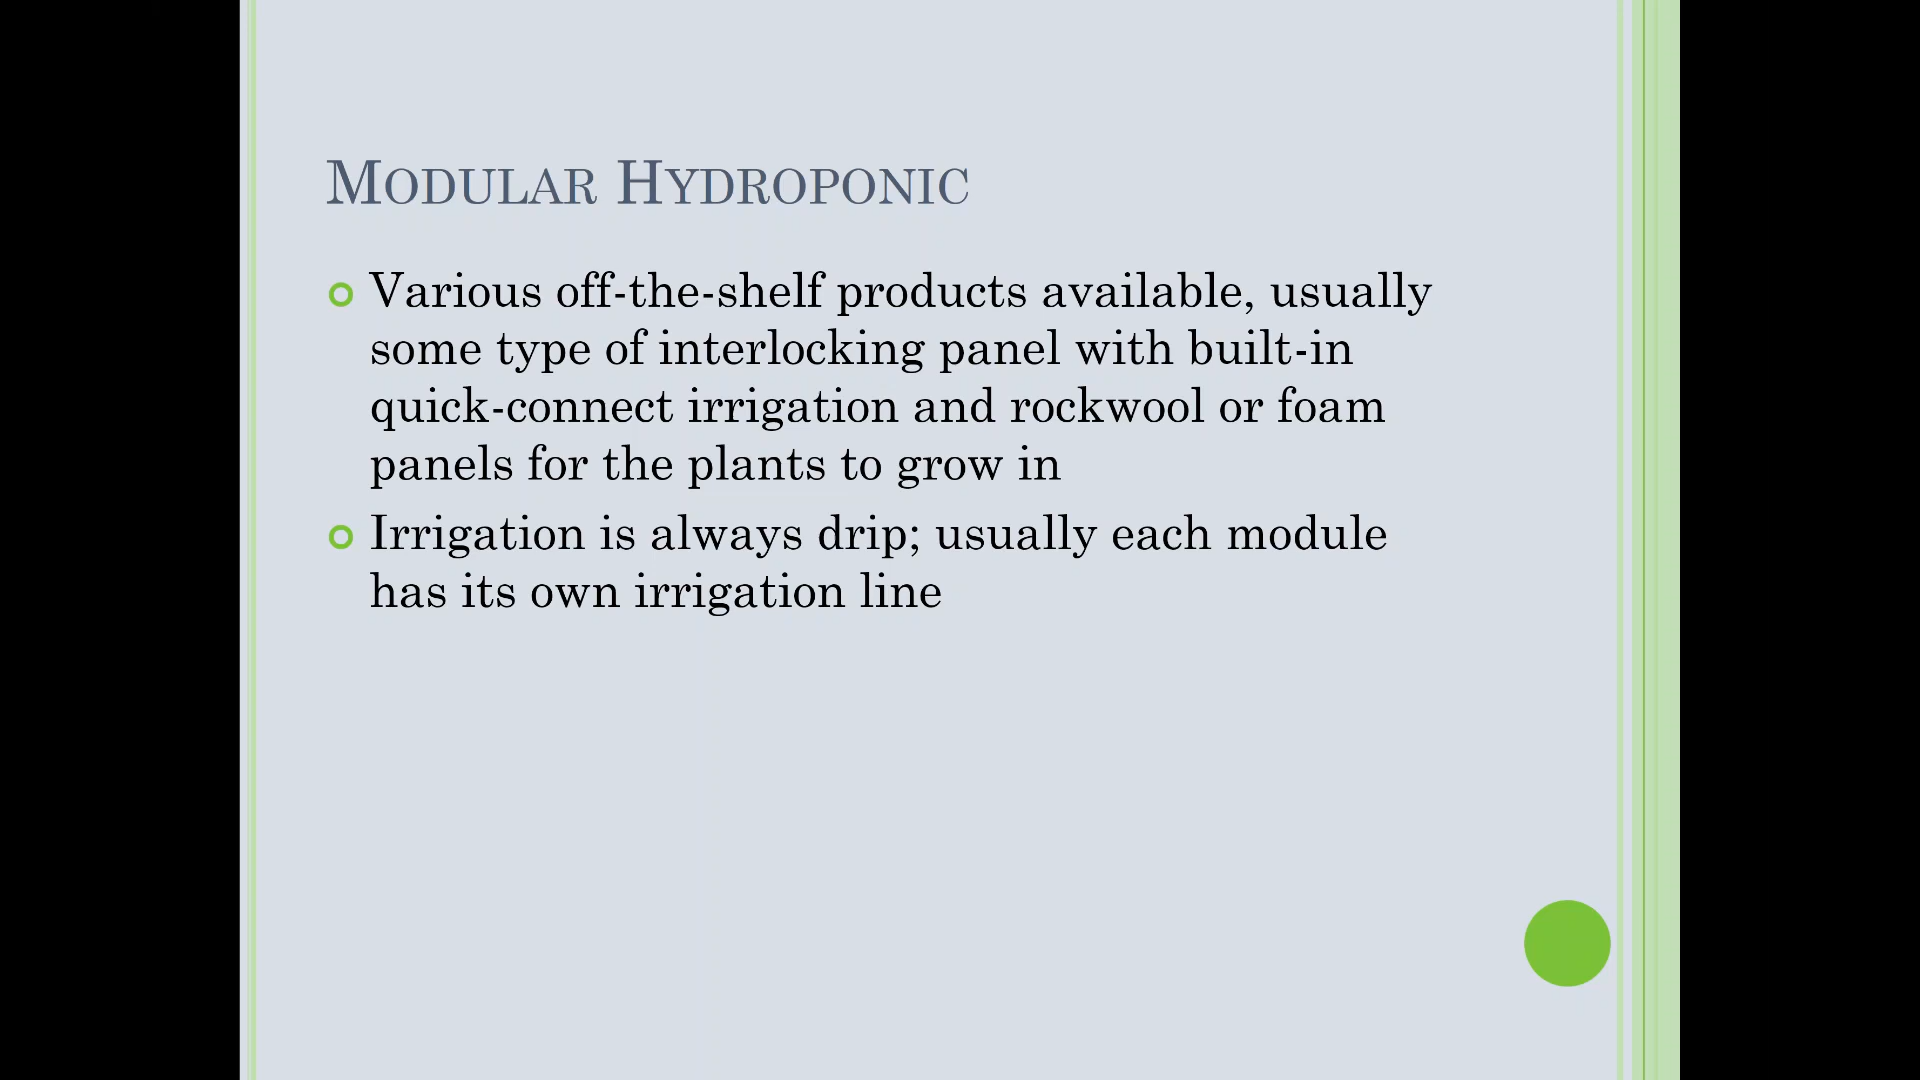 Modular Hydroponic
Various off-the-shelf products available, usually
some type of interlocking panel with built-in
quick-connect irrigation and rockwool or foam
panels for the plants to grow in
Irrigation is always drip; usually each module
has its own irrigation line